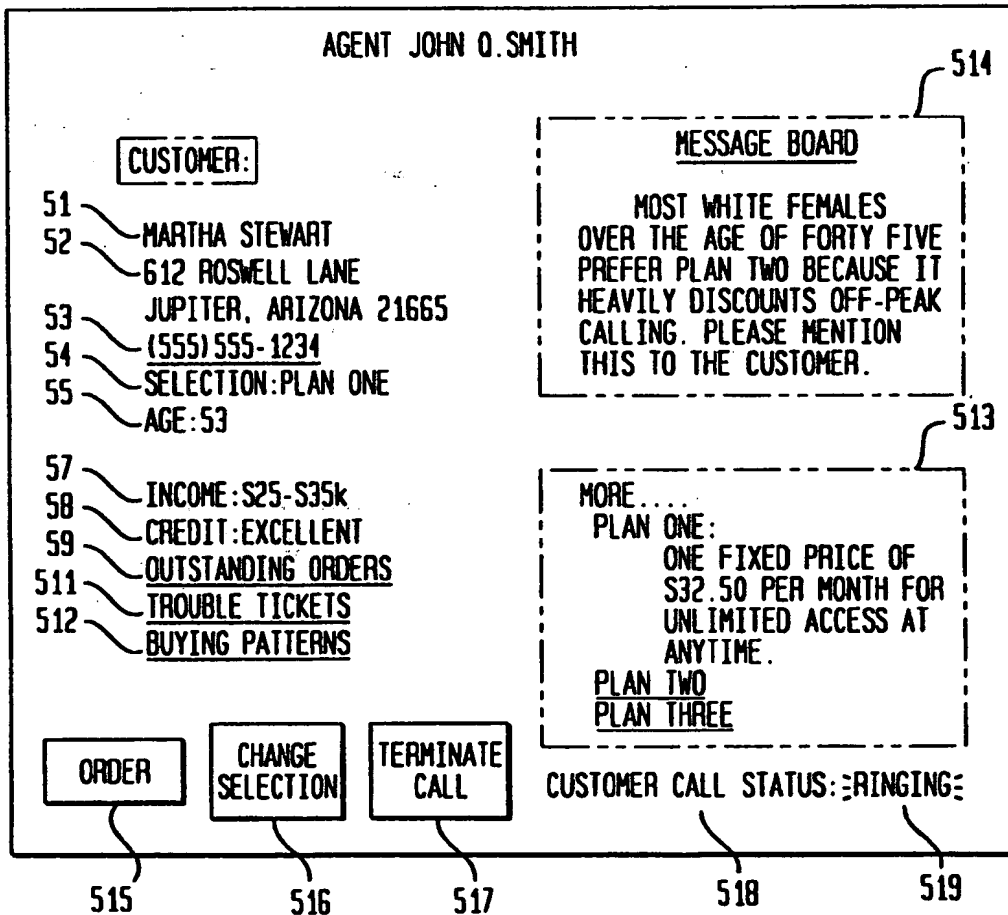 AGENT JOHN Q.SMITH
514
CUSTOMER:
MESSAGE BOARD
MOST WHITE FEMALES
OVER THE AGE OF FORTY FIVE
PREFER PLAN TWO BECAUSE IT
HEAVILY DISCOUNTS OFF-PEAK
CALLING. PLEASE MENTION
THIS TO THE CUSTOMER.
51
MARTHA STEWART
52
612 ROSWELL LANE
JUPITER, ARIZONA 21665
53
(555)555-1234
54
SELECTION:PLAN ONE
55
AGE:53
513
57
INCOME:S25-S35k
58
CREDIT:EXCELLENT
59
OUTSTANDING ORDERS
511
TROUBLE TICKETS
512
BUYING PATTERNS
MORE....
PLAN ONE:
ONE FIXED PRICE OF
S32.50 PER MONTH FOR
UNLIMITED ACCESS AT
ANYTIME.
PLAN TWO
PLAN THREE
ORDER
CHANGE
SELECTION
TERMINATE
CALL
CUSTOMER CALL STATUS: RINGING
515
516
517
518
519